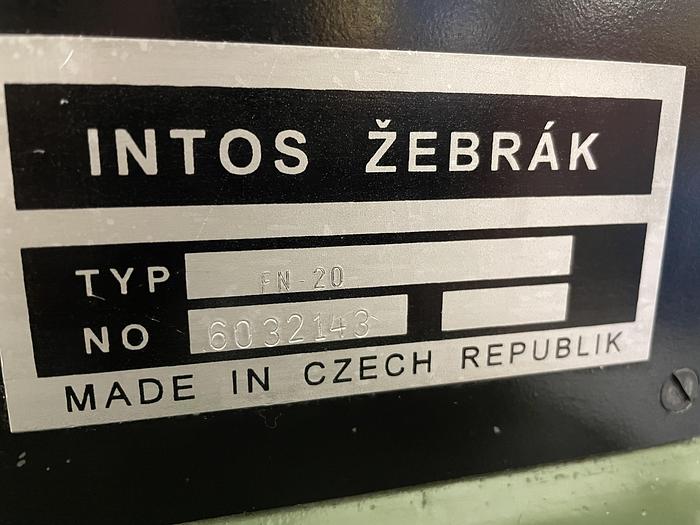 INTOS ŽEBRÁK
TYP FN-20
NO 6032143
MADE IN CZECH REPUBLIK